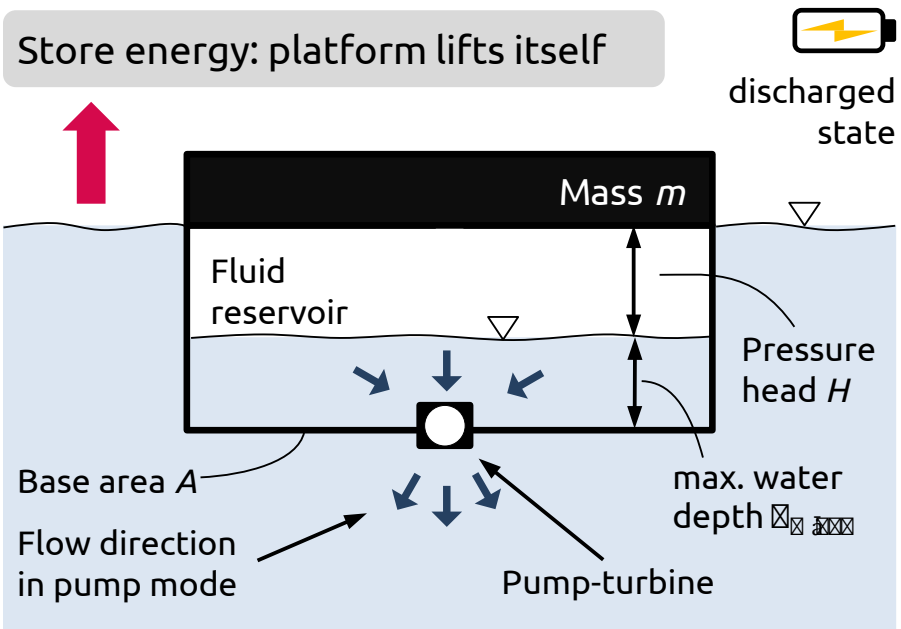 Store energy: platform lifts itself
discharged
state
Mass m
Fluid
reservoir
Pressure
head H
Base area A
max. water
depth
Flow direction
in pump mode
Pump-turbine